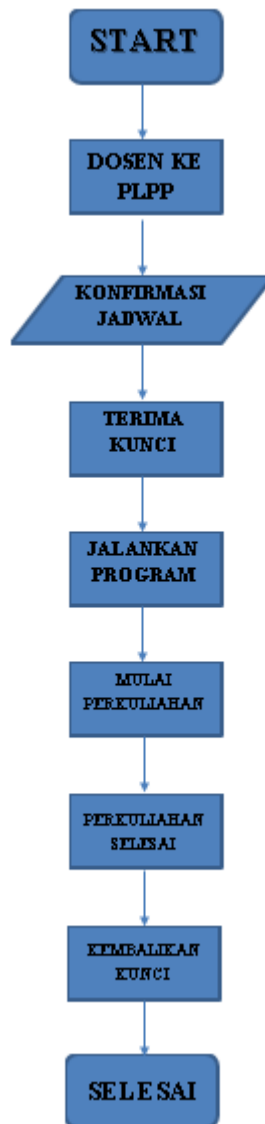 START
DOSEN KE
PLPP
KONFIRMASI
JADWAL
TERIMA
KUNCI
JALANKAN
PROGRAM
MULAI
PERKULIAHAN
PERKULIAHAN
SELESAI
KEMBALIKAN
KUNCI
SELESAI